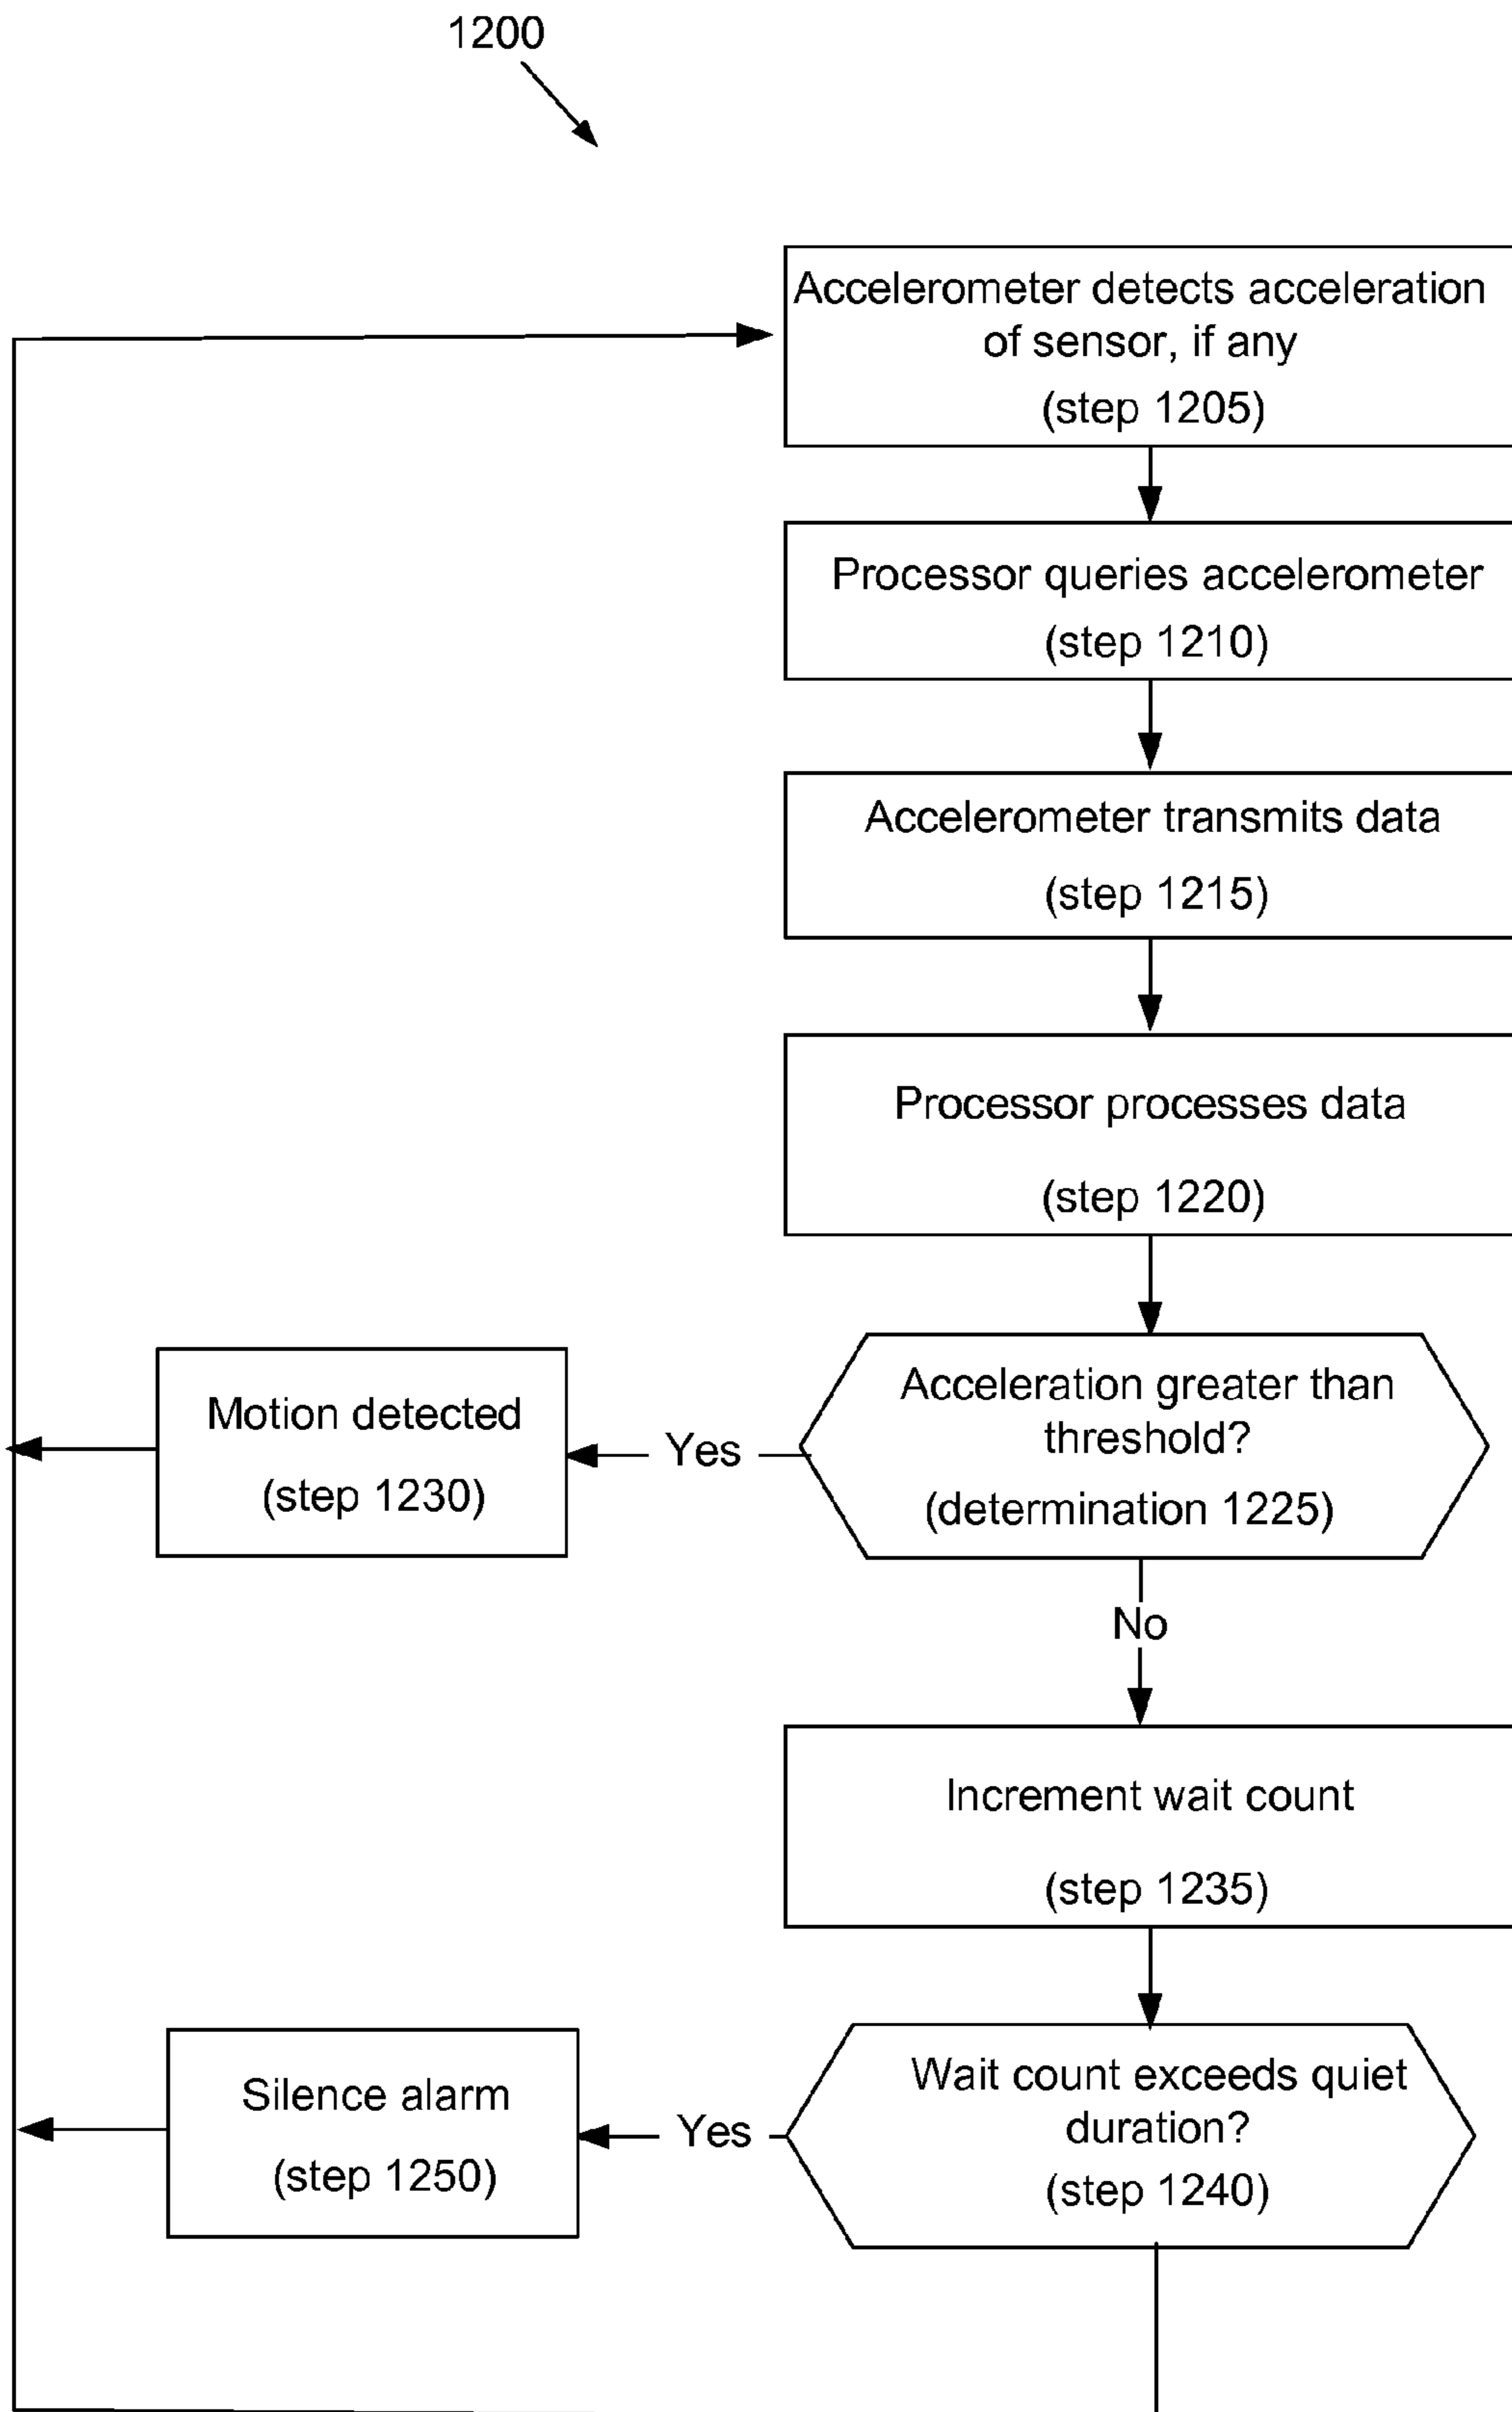 1200
Accelerometer detects acceleration
of sensor, if any
(step 1205)
Processor queries accelerometer
(step 1210)
Accelerometer transmits data
(step 1215)
Processor processes data
(step 1220)
Acceleration greater than
threshold?
(determination 1225)
Yes
Motion detected
(step 1230)
No
Increment wait count
(step 1235)
Wait count exceeds quiet
duration?
(step 1240)
Yes
Silence alarm
(step 1250)